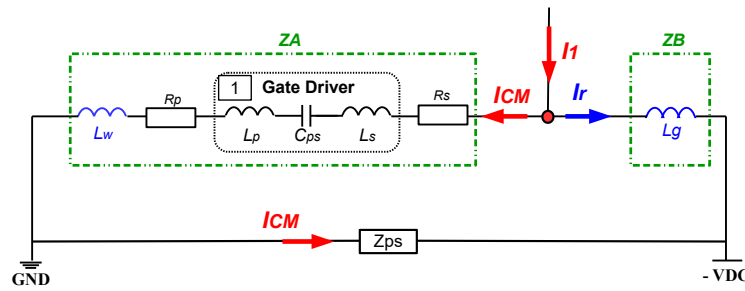 ZA
ZB
I1
1 Gate Driver
Rp
Rs
ICM
Ir
Lw
Lp
Cps
Ls
Lg
ICM
Zps
GND
- VDC